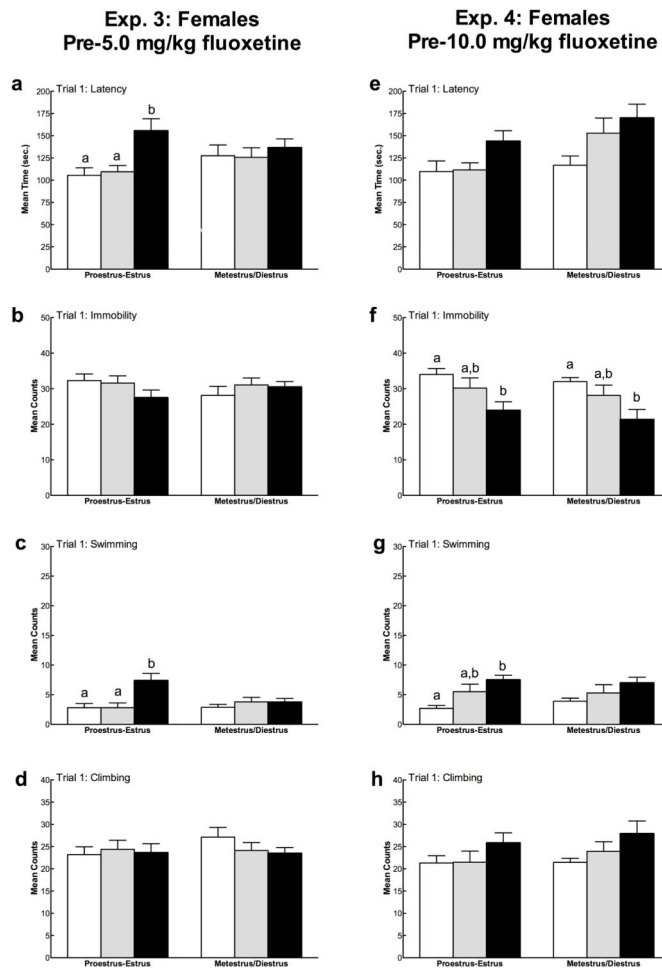 Exp. 3: Females
Pre-5.0 mg/kg fluoxetine
Exp. 4: Females
Pre-10.0 mg/kg fluoxetine
a
Trial 1: Latency
Mean Time (sec.)
200
175
150
125
100
75
50
25
0
a
a
b
Proestrus-Estrus
Metestrus/Diestrus
e
Trial 1: Latency
Mean Time (sec.)
200
175
150
125
100
75
50
25
0
Proestrus-Estrus
Metestrus/Diestrus
b
Trial 1: Immobility
Mean Counts
50
40
30
20
10
0
Proestrus-Estrus
Metestrus/Diestrus
f
Trial 1: Immobility
Mean Counts
50
40
30
20
10
0
a
a,b
b
a
a,b
b
Proestrus-Estrus
Metestrus/Diestrus
c
Trial 1: Swimming
Mean Counts
30
25
20
15
10
5
0
a
a
b
Proestrus-Estrus
Metestrus/Diestrus
g
Trial 1: Swimming
Mean Counts
30
25
20
15
10
5
0
a
a,b
b
Proestrus-Estrus
Metestrus/Diestrus
d
Trial 1: Climbing
Mean Counts
40
35
30
25
20
15
10
5
0
Proestrus-Estrus
Metestrus/Diestrus
h
Trial 1: Climbing
Mean Counts
40
35
30
25
20
15
10
5
0
Proestrus-Estrus
Metestrus/Diestrus